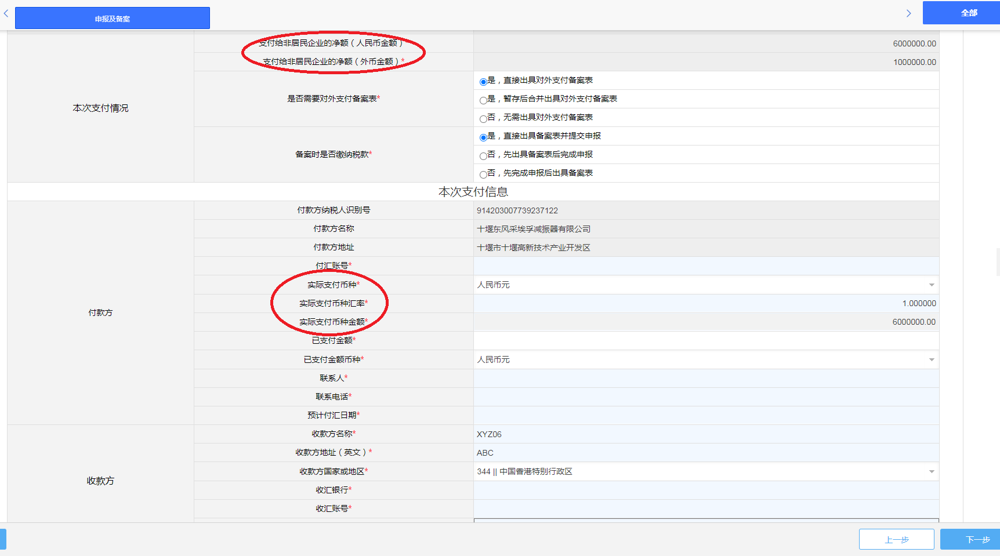 申报及备案
全部
支付给非居民企业的净额（人民币金额）
6000000.00
支付给非居民企业的净额（外币金额）*
1000000.00
本次支付情况
是否需要对外支付备案表*
是，直接出具对外支付备案表
是，暂存后合并出具对外支付备案表
否，无需出具对外支付备案表
备案时是否缴纳税款*
是，直接出具备案表并提交申报
否，先出具备案表后完成申报
否，先完成申报后出具备案表
本次支付信息
付款方
付款方纳税人识别号
914203007739237122
付款方名称
十堰东风采埃孚减振器有限公司
付款方地址
十堰市十堰高新技术产业开发区
付汇账号*
实际支付币种*
人民币元
实际支付币种汇率*
1.000000
实际支付币种金额*
6000000.00
已支付金额*
已支付金额币种*
人民币元
联系人*
联系电话*
预计付汇日期*
收款方
收款方名称*
XYZ06
收款方地址（英文）*
ABC
收款方国家或地区*
344 || 中国香港特别行政区
收汇银行*
收汇账号*
上一步
下一步